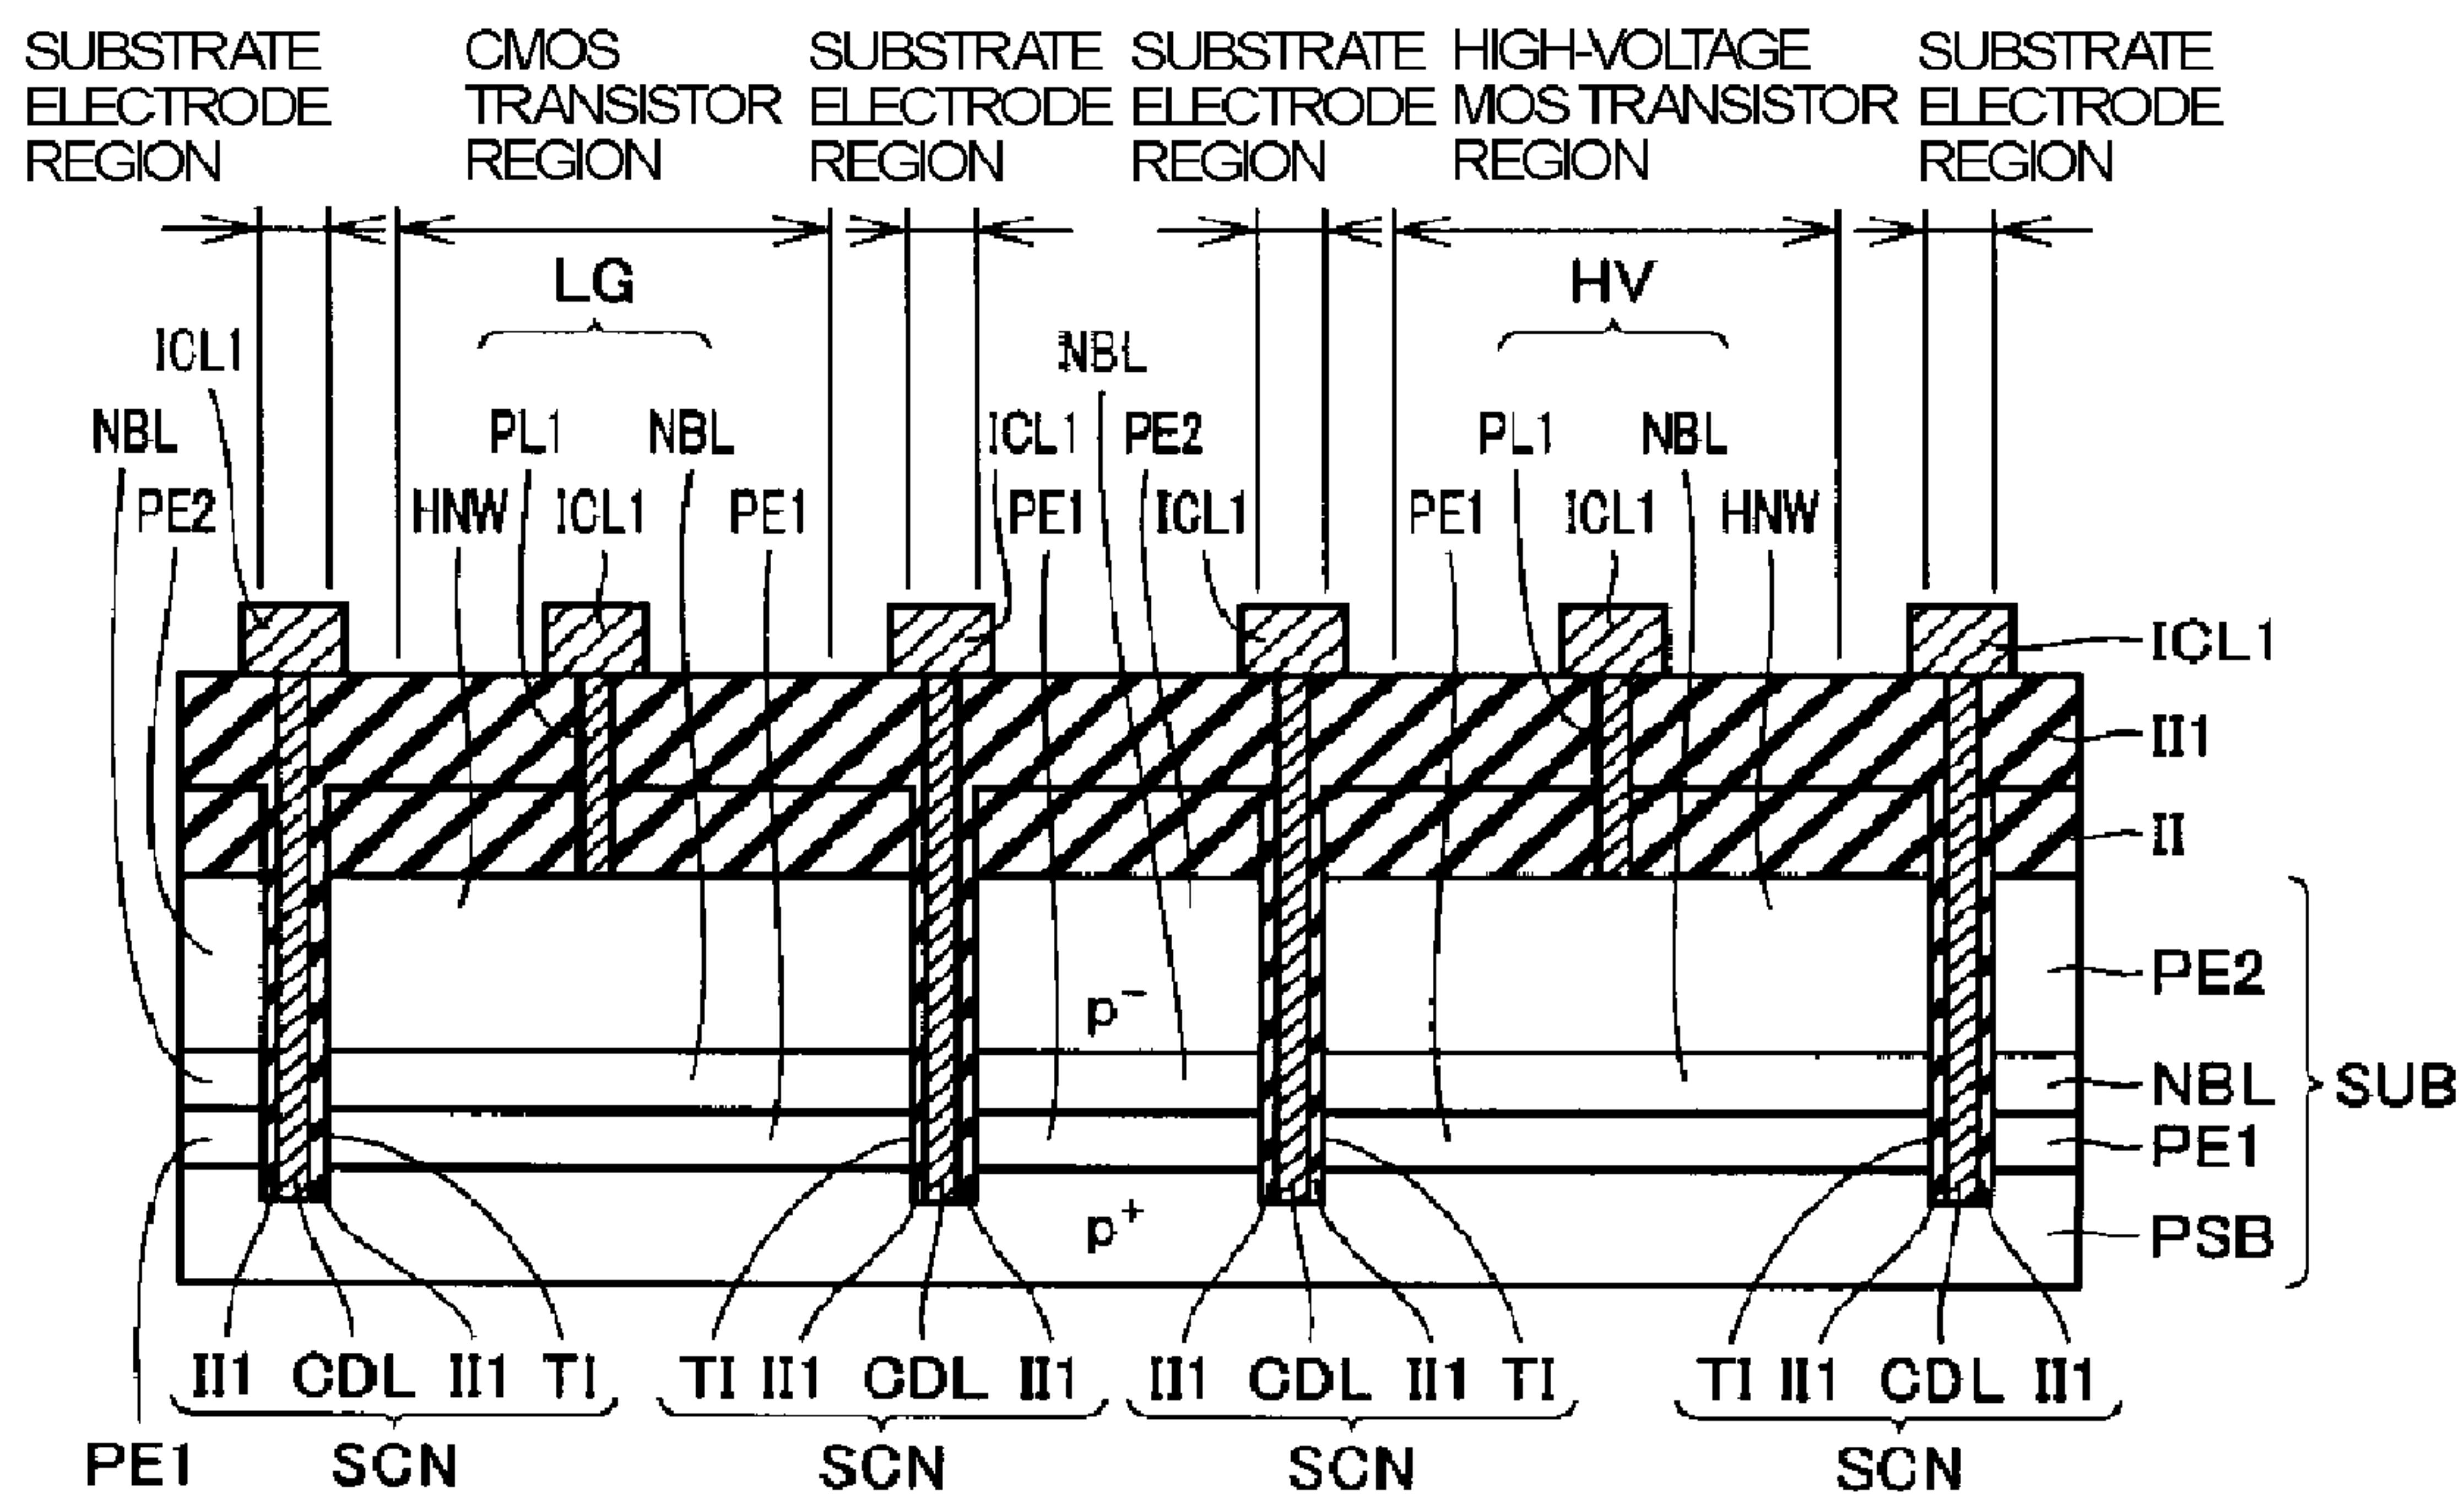 SUBSTRATE ELECTRODE REGION
CMOS TRANSISTOR REGION
SUBSTRATE ELECTRODE REGION
SUBSTRATE ELECTRODE REGION
HIGH-VOLTAGE MOS TRANSISTOR REGION
SUBSTRATE ELECTRODE REGION
LG
HV
ICL1
NBL
NBL
PL1
NBL
ICL1
PE2
PL1
NBL
PE2
HNW
ICL1
PE1
PE1
ICL1
PE1
ICL1
HNW
ICL1
II1
II
PE2
p⁻
NBL
SUB
PE1
p⁺
PSB
II1 CDL II1 TI
TI II1 CDL II1
II1 CDL II1 TI
TI II1 CDL II1
PE1
SCN
SCN
SCN
SCN